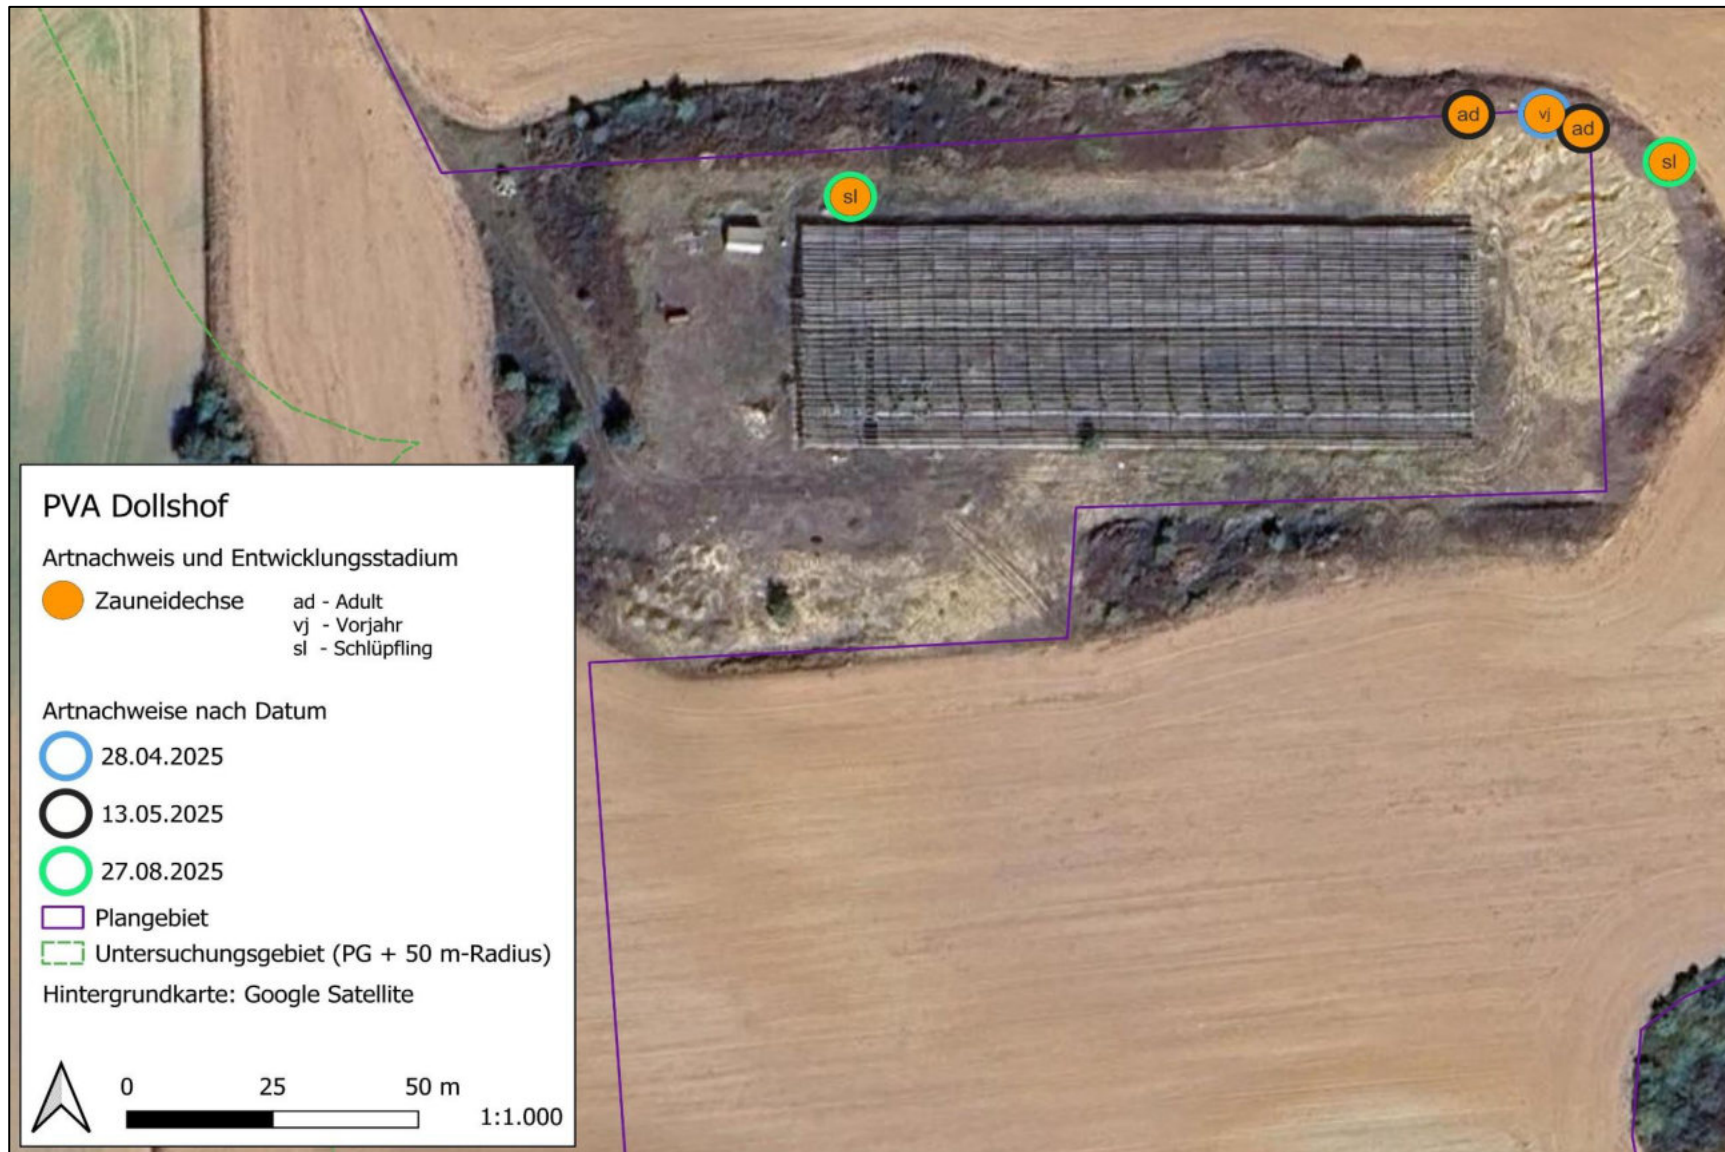 ad
vj
ad
sl
sl
PVA Dollshof
Artnachweis und Entwicklungsstadium
Zauneidechse
ad - Adult
vj - Vorjahr
sl - Schlüpfling
Artnachweise nach Datum
28.04.2025
13.05.2025
27.08.2025
Plangebiet
Untersuchungsgebiet (PG + 50 m-Radius)
Hintergrundkarte: Google Satellite
0 25 50 m
1:1.000